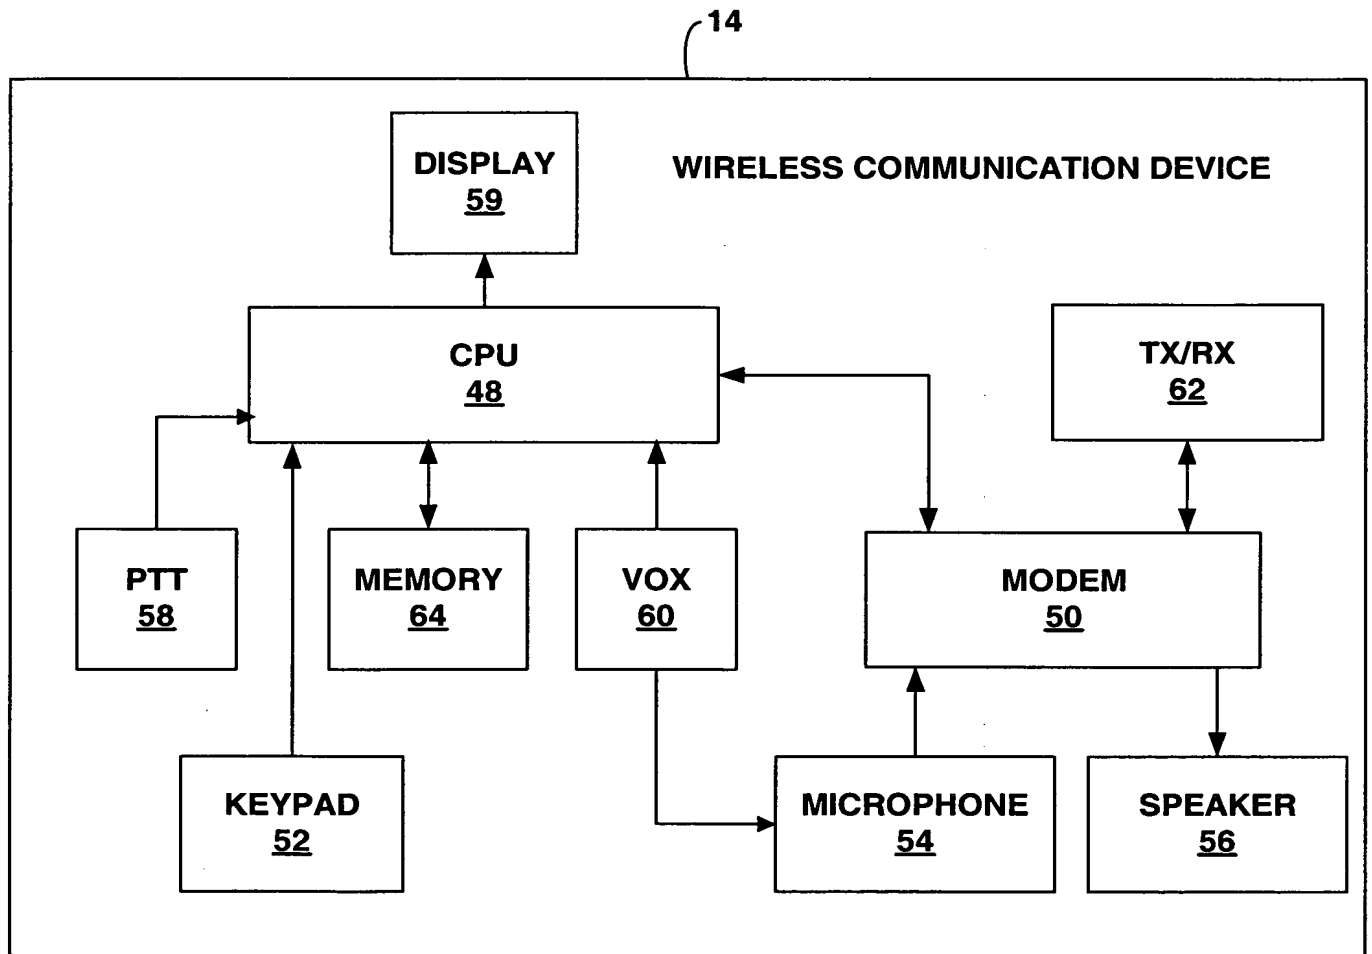 14
DISPLAY
59
WIRELESS COMMUNICATION DEVICE
CPU
48
TX/RX
62
PTT
58
MEMORY
64
VOX
60
MODEM
50
KEYPAD
52
MICROPHONE
54
SPEAKER
56